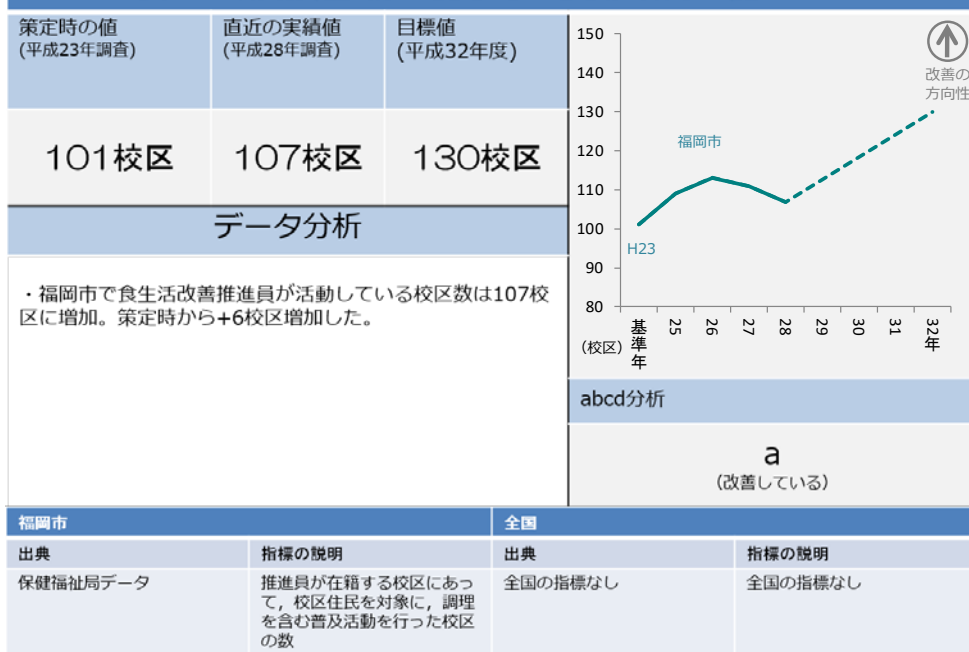 策定時の値
(平成23年調査)
直近の実績値
(平成28年調査)
目標値
(平成32年度)
101校区
107校区
130校区
データ分析
・福岡市で食生活改善推進員が活動している校区数は107校
区に増加。策定時から+6校区増加した。
改善の
方向性
150
140
130
120
110
100
90
80
福岡市
H23
(校区)
基準年
25
26
27
28
29
30
31
32年
abcd分析
a
(改善している)
福岡市
全国
出典
指標の説明
出典
指標の説明
保健福祉局データ
推進員が在籍する校区にあっ
て，校区住民を対象に，調理
を含む普及活動を行った校区
の数
全国の指標なし
全国の指標なし